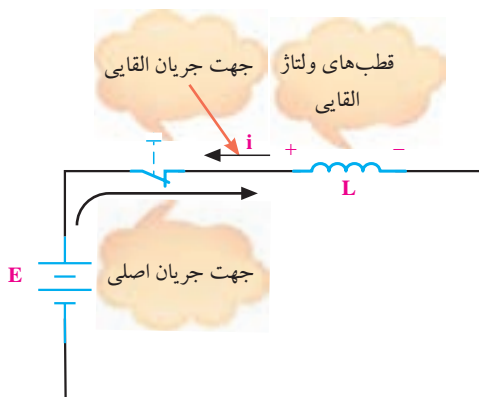 قطب‌های ولتاژ
القایی
جهت جریان القایی
i
+
−
L
جهت جریان اصلی
E